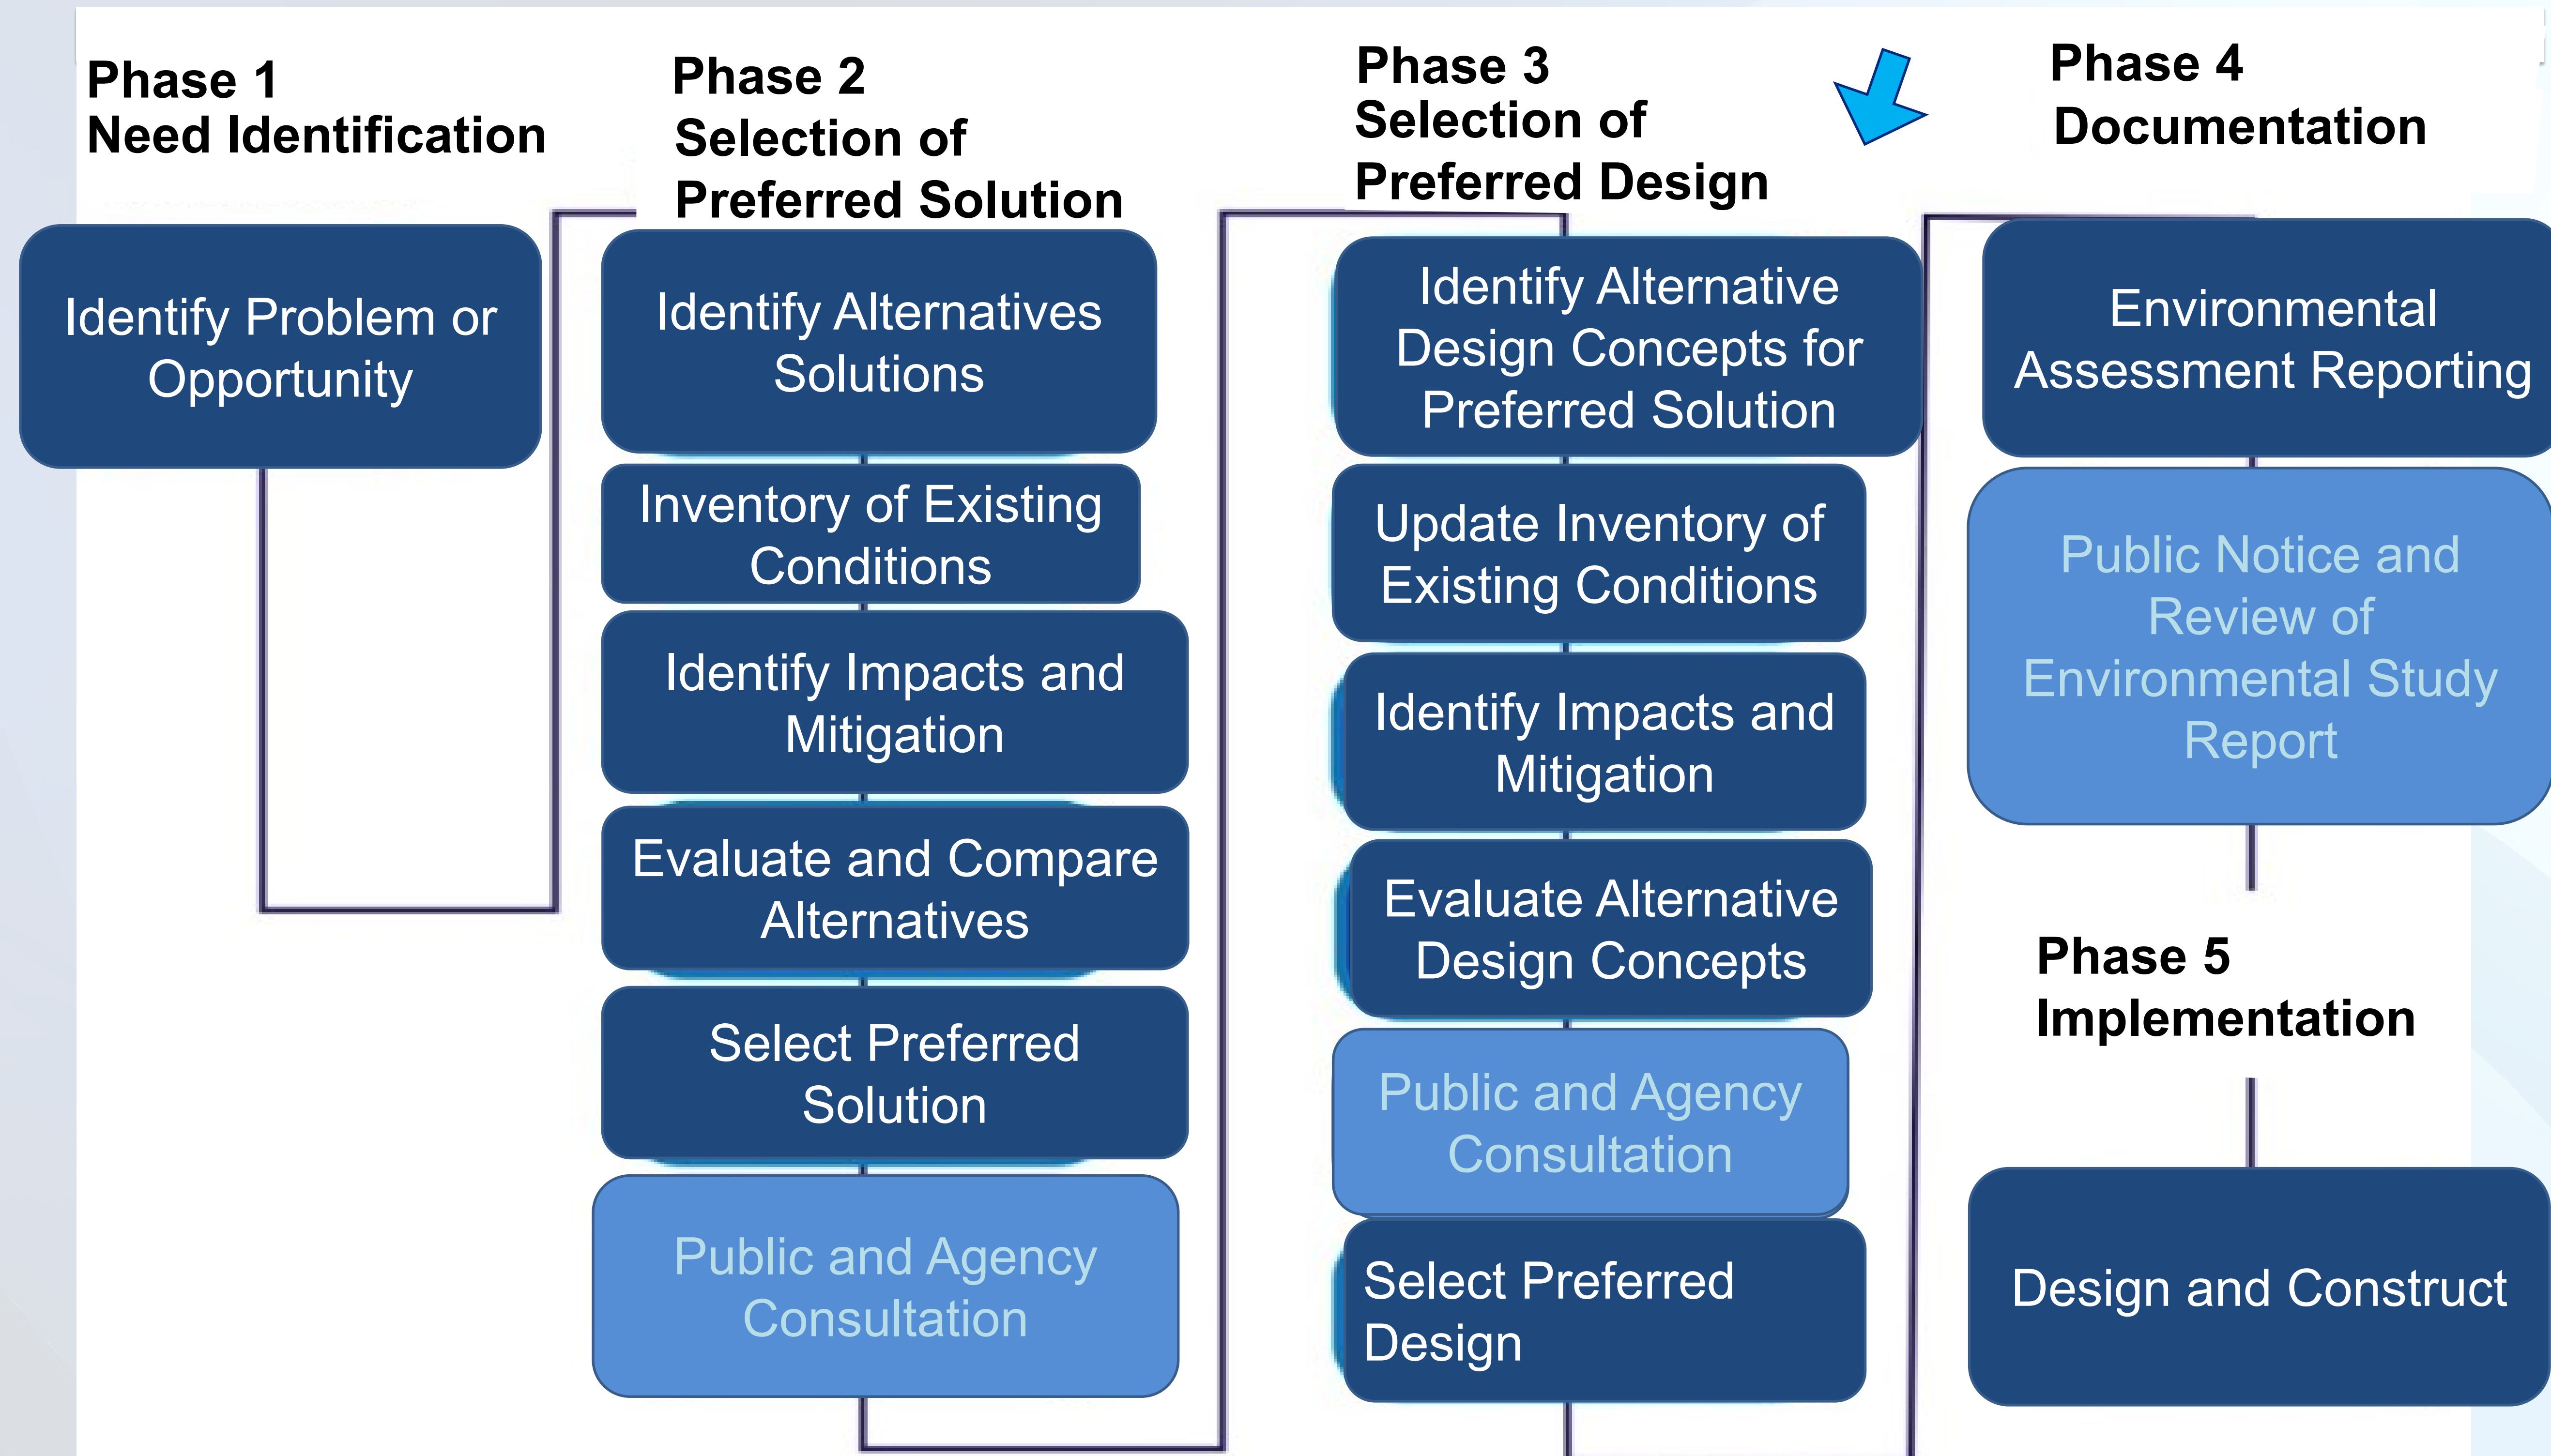 Phase 1
Need Identification
Identify Problem or
Opportunity
Phase 2
Selection of
Preferred Solution
Identify Alternatives
Solutions
Inventory of Existing
Conditions
Identify Impacts and
Mitigation
Evaluate and Compare
Alternatives
Select Preferred
Solution
Public and Agency
Consultation
Phase 3
Selection of
Preferred Design
Identify Alternative
Design Concepts for
Preferred Solution
Update Inventory of
Existing Conditions
Identify Impacts and
Mitigation
Evaluate Alternative
Design Concepts
Public and Agency
Consultation
Select Preferred
Design
Phase 4
Documentation
Environmental
Assessment Reporting
Public Notice and
Review of
Environmental Study
Report
Phase 5
Implementation
Design and Construct